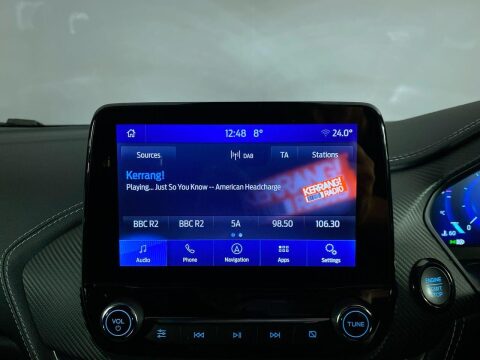 12:48 8° 24.0°
Sources DAB TA Stations
Kerrang!
Playing... Just So You Know -- American Headcharge
KERRANG!
RADIO
BBC R2 BBC R2 5A 98.50 106.30
Audio Phone Navigation Apps Settings
ENGINE
START
STOP
VOL TUNE
50